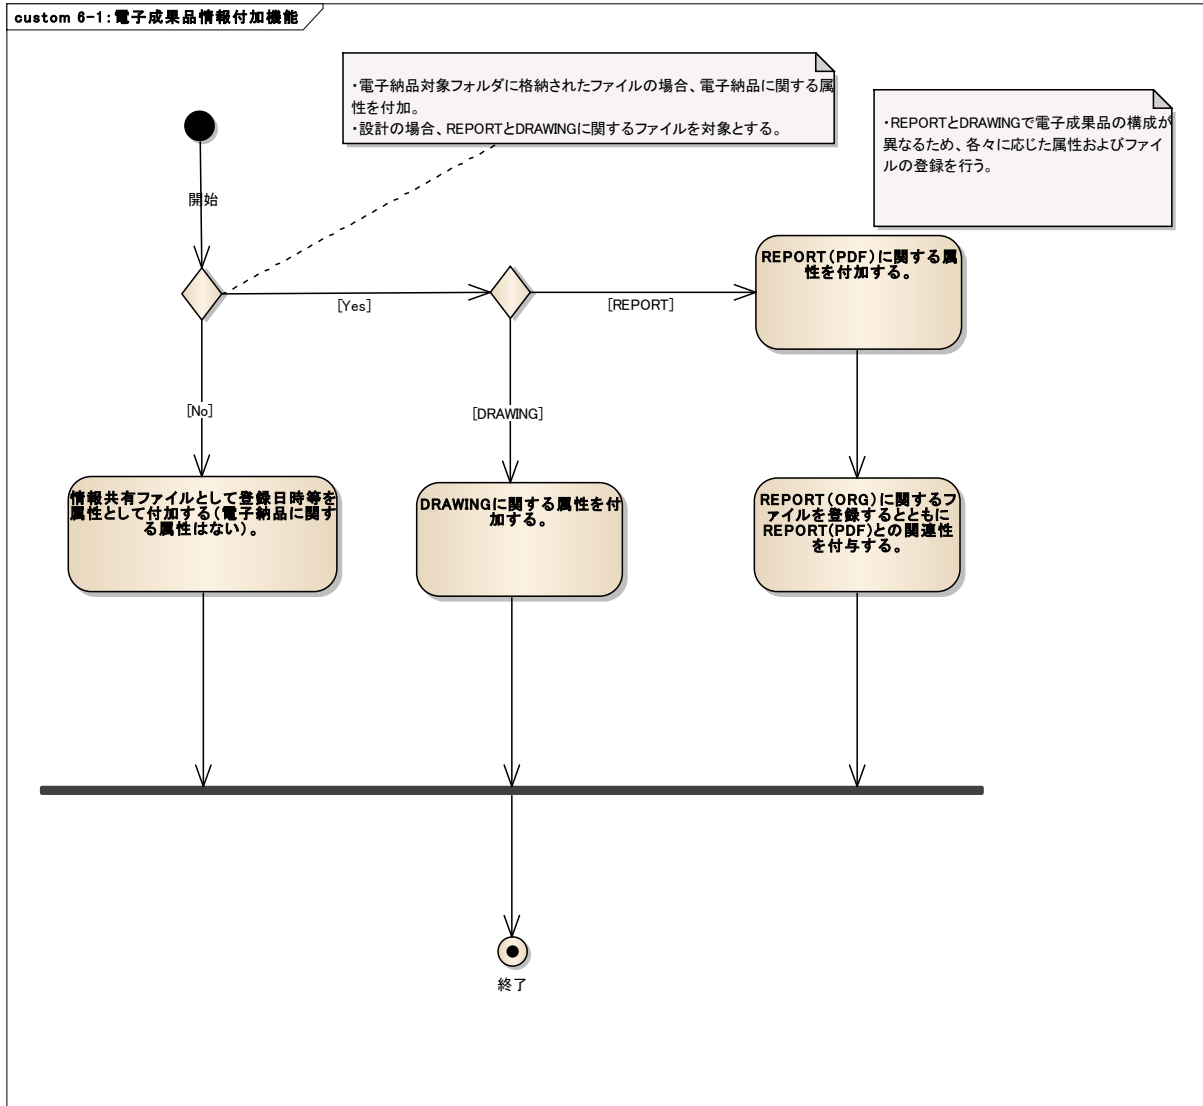 custom 6-1:電子成果品情報付加機能
・電子納品対象フォルダに格納されたファイルの場合、電子納品に関する属
性を付加。
・設計の場合、REPORTとDRAWINGに関するファイルを対象とする。
・REPORTとDRAWINGで電子成果品の構成が
異なるため、各々に応じた属性およびファイ
ルの登録を行う。
開始
[Yes]
[REPORT]
REPORT(PDF)に関する属
性を付加する。
[No]
[DRAWING]
情報共有ファイルとして登録日時等を
属性として付加する(電子納品に関す
る属性はない)。
DRAWINGに関する属性を付
加する。
REPORT(ORG)に関するフ
ァイルを登録するとともに
REPORT(PDF)との関連性
を付与する。
終了